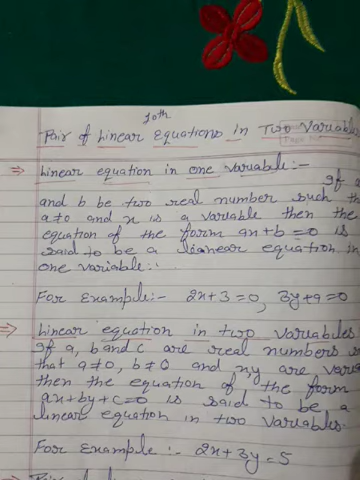 10th
Pair of Linear Equations in Two Variables
⇒ Linear equation in one variable:-
If a
and b be two real number such th
a≠0 and x is a variable then the
equation of the form ax+b=0 is
said to be a lianear equation in
one variable:.
For Example:- 2x+3=0, 3y+9=0
⇒ Linear equation in two variables
If a, b and c are real numbers s
that a≠0, b≠0 and x,y are varia
then the equation of the form
ax+by+c=0 is said to be a
linear equation in two variables.
For Example :- 2x+3y=5